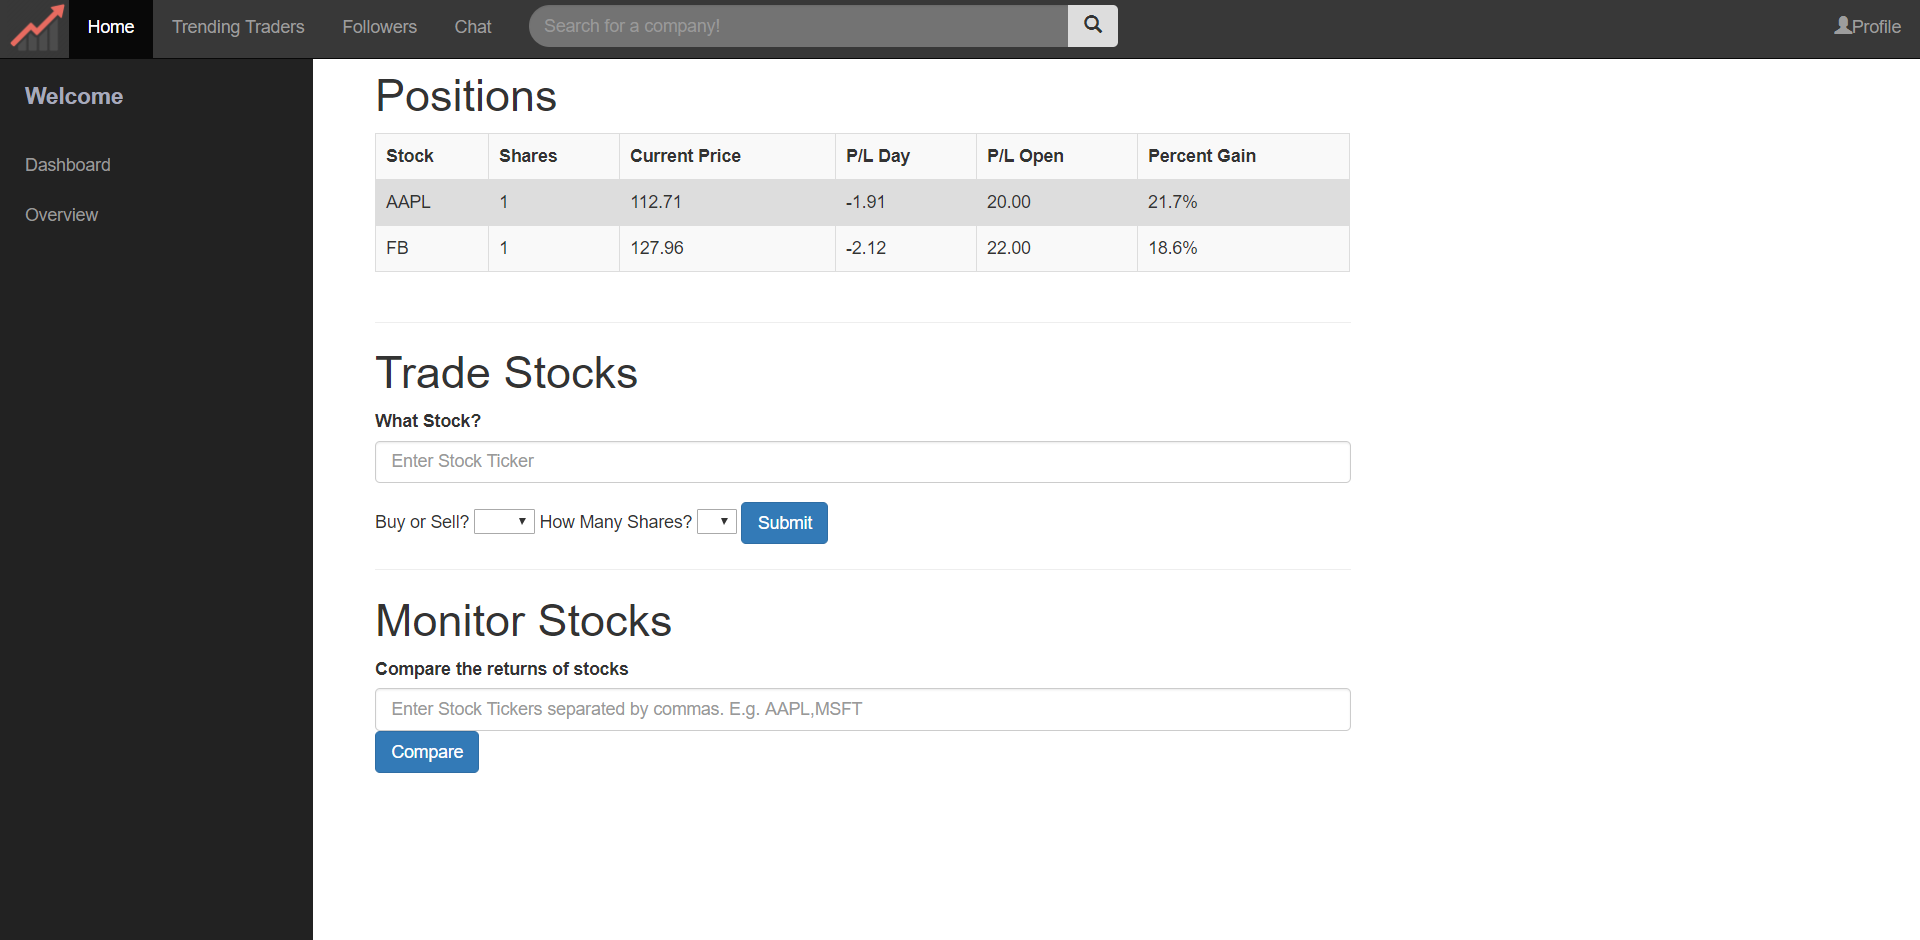 Home Trending Traders Followers Chat Search for a company! Profile
Welcome
Dashboard
Overview
Positions
Stock Shares Current Price P/L Day P/L Open Percent Gain
AAPL 1 112.71 -1.91 20.00 21.7%
FB 1 127.96 -2.12 22.00 18.6%
Trade Stocks
What Stock?
Enter Stock Ticker
Buy or Sell? How Many Shares? Submit
Monitor Stocks
Compare the returns of stocks
Enter Stock Tickers separated by commas. E.g. AAPL,MSFT
Compare